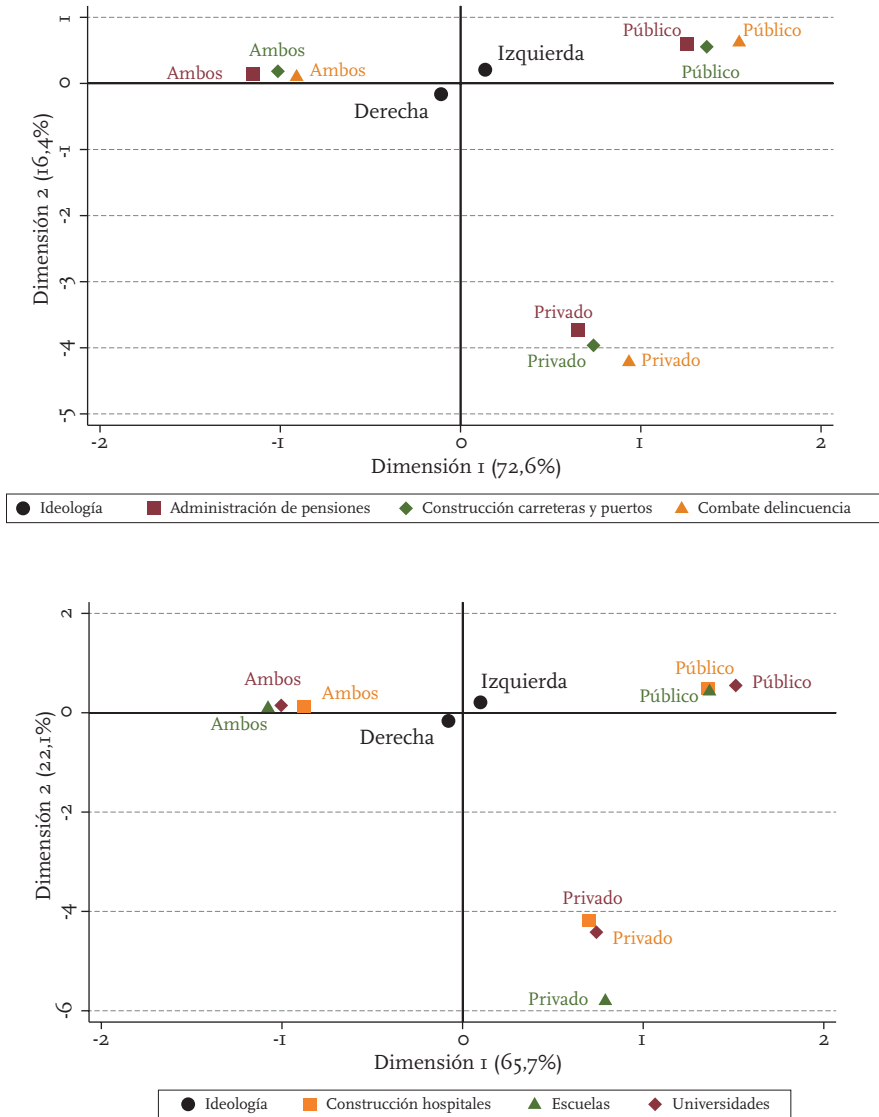 1
Público
Público
Izquierda
Ambos
Ambos
Ambos
Público
0
Derecha
-1
Dimensión 2 (16,4%)
-2
-3
Privado
-4
Privado
Privado
-5
-2
-1
0
1
2
Dimensión 1 (72,6%)
Ideología
Administración de pensiones
Construcción carreteras y puertos
Combate delincuencia
2
Público
Ambos
Ambos
Izquierda
Público
Público
0
Ambos
Derecha
Dimensión 2 (22,1%)
-2
Privado
-4
Privado
Privado
-6
-2
-1
0
1
2
Dimensión 1 (65,7%)
Ideología
Construcción hospitales
Escuelas
Universidades